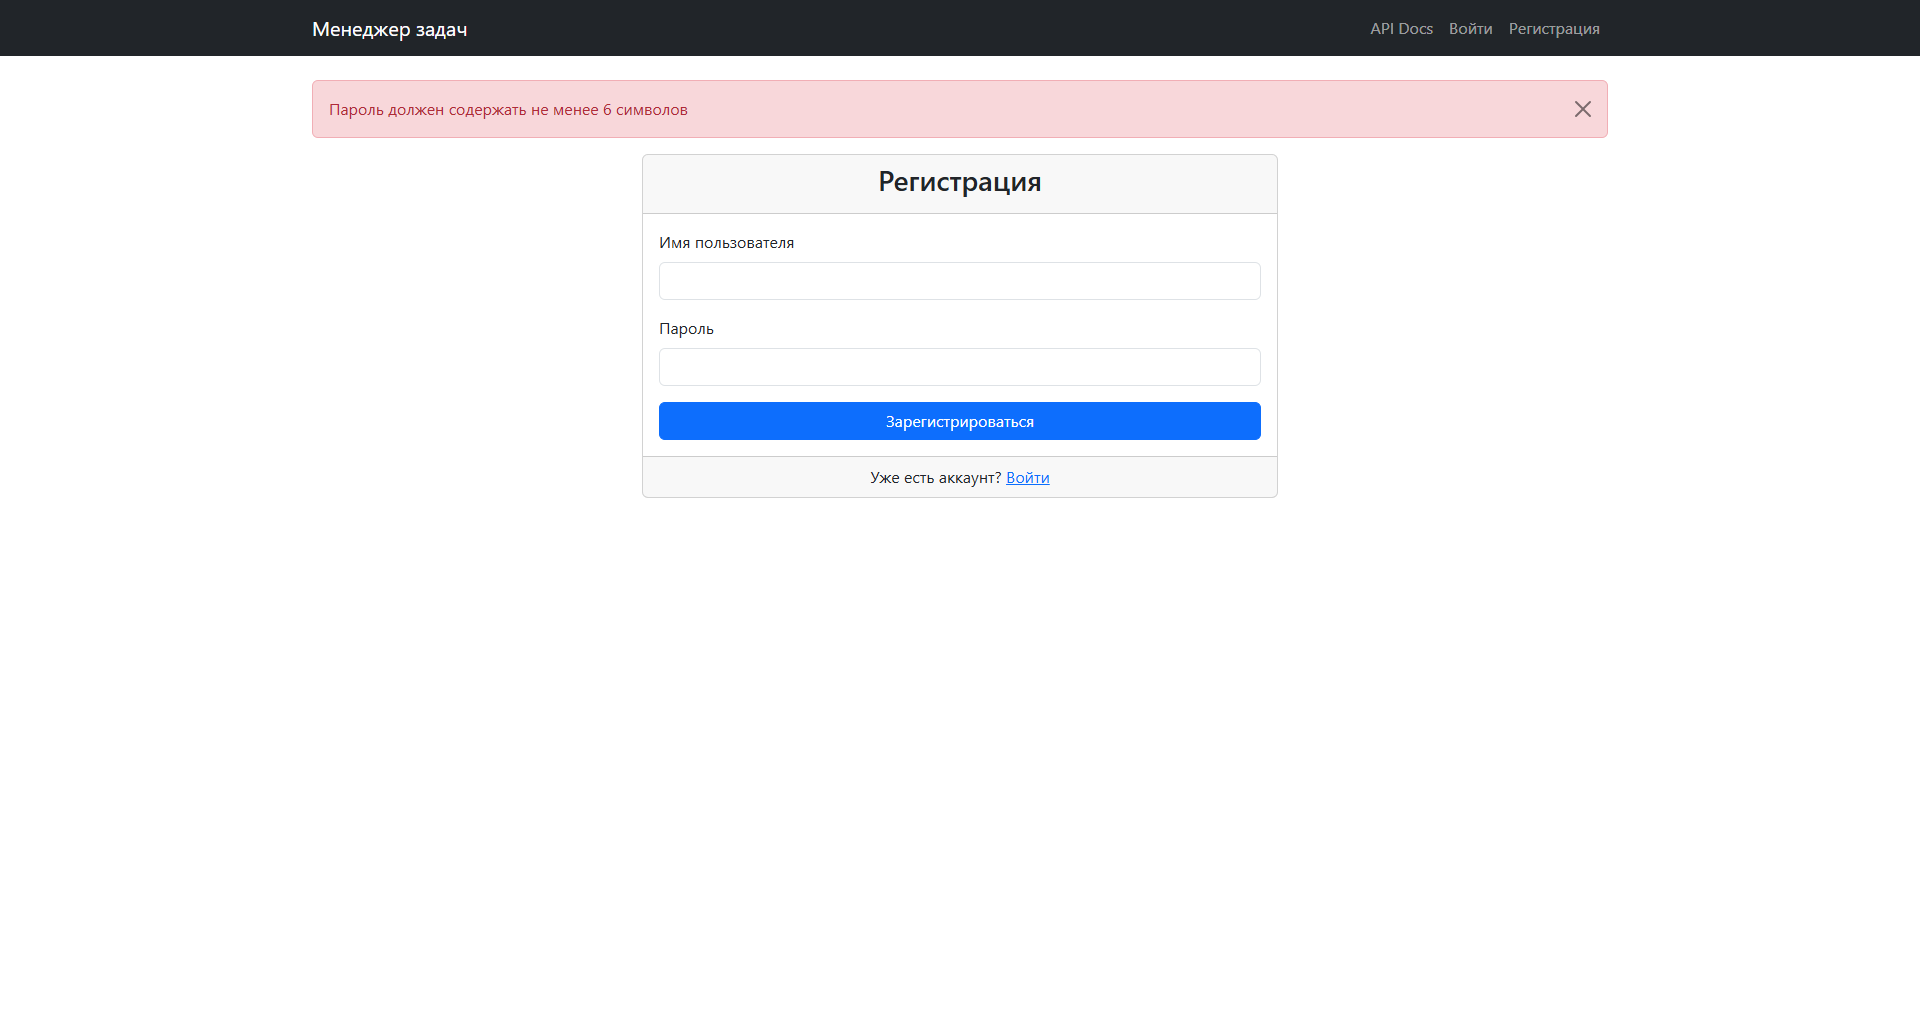 Менеджер задач
API Docs Войти Регистрация
Пароль должен содержать не менее 6 символов
Регистрация
Имя пользователя
Пароль
Зарегистрироваться
Уже есть аккаунт? Войти